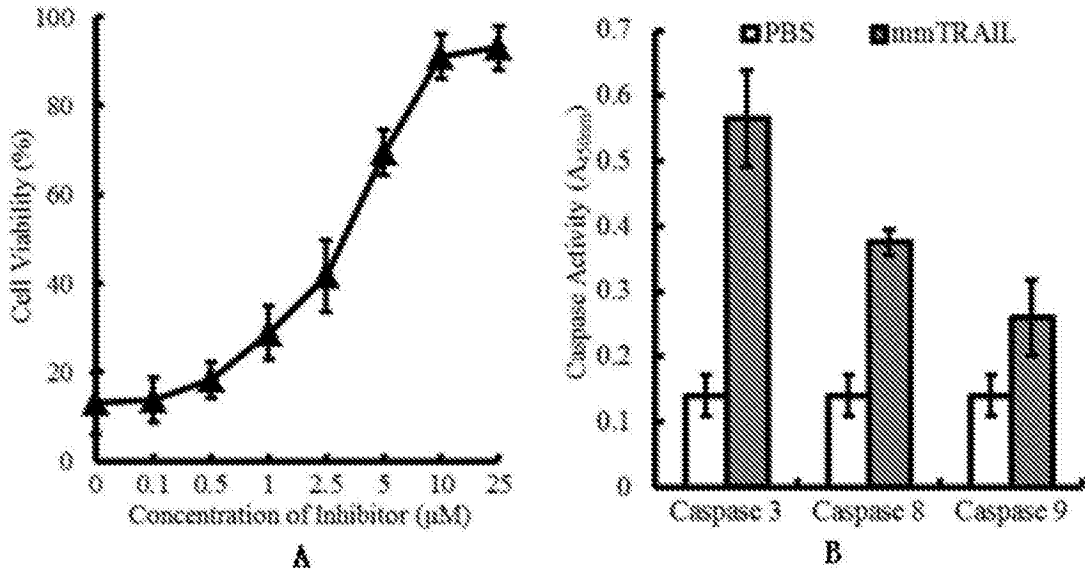 100
80
60
40
20
0
Cell Viability (%)
0 0.1 0.5 1 2.5 5 10 25
Concentration of Inhibitor (μM)
A
0.7
0.6
0.5
0.4
0.3
0.2
0.1
0
Caspase Activity
PBS mmTRAIL
Caspase 3 Caspase 8 Caspase 9
B